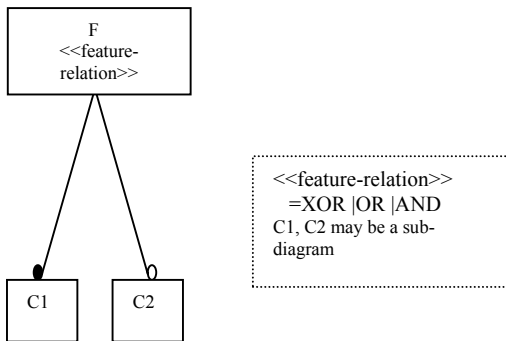 F
<<feature-
relation>>
<<feature-relation>>
=XOR |OR |AND
C1, C2 may be a sub-
diagram
C1
C2